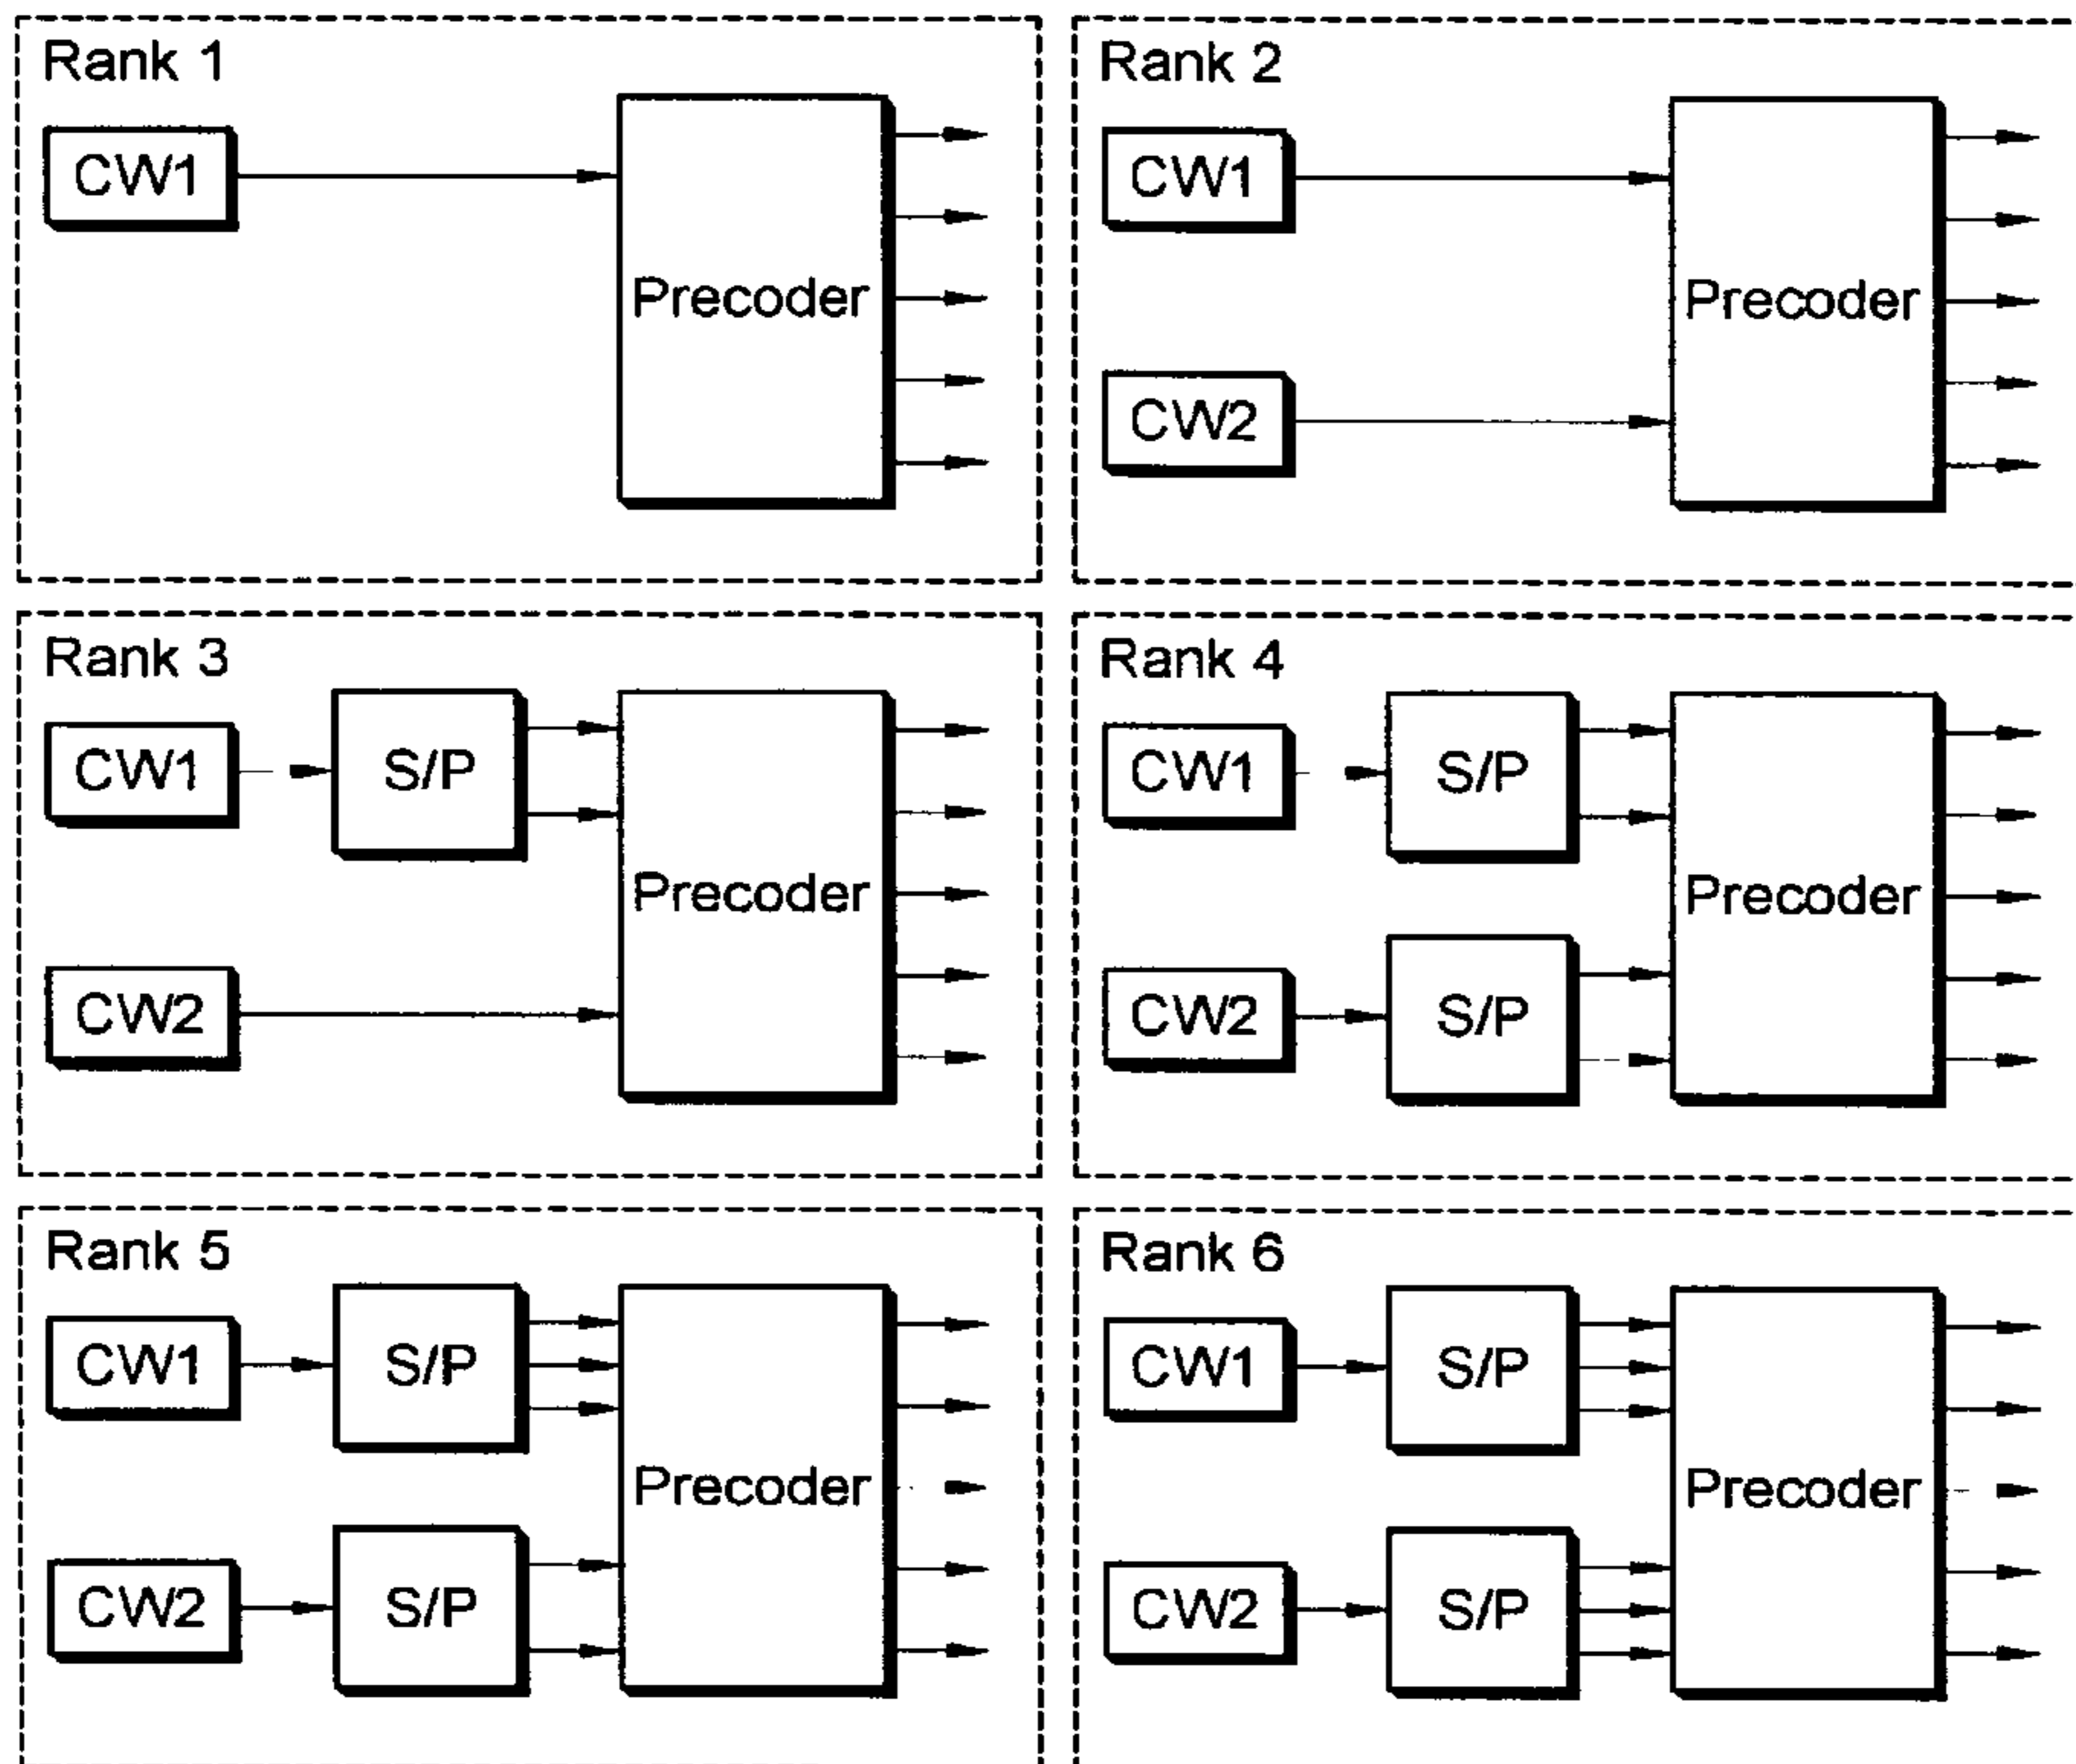 Rank 1
CW1
Precoder
Rank 2
CW1
Precoder
CW2
Rank 3
CW1
S/P
Precoder
CW2
Rank 4
CW1
S/P
Precoder
CW2
S/P
Rank 5
CW1
S/P
Precoder
CW2
S/P
Rank 6
CW1
S/P
Precoder
CW2
S/P